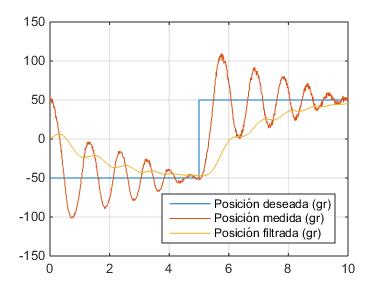 150
100
50
0
-50
-100
-150
Posición deseada (gr)
Posición medida (gr)
Posición filtrada (gr)
0 2 4 6 8 10